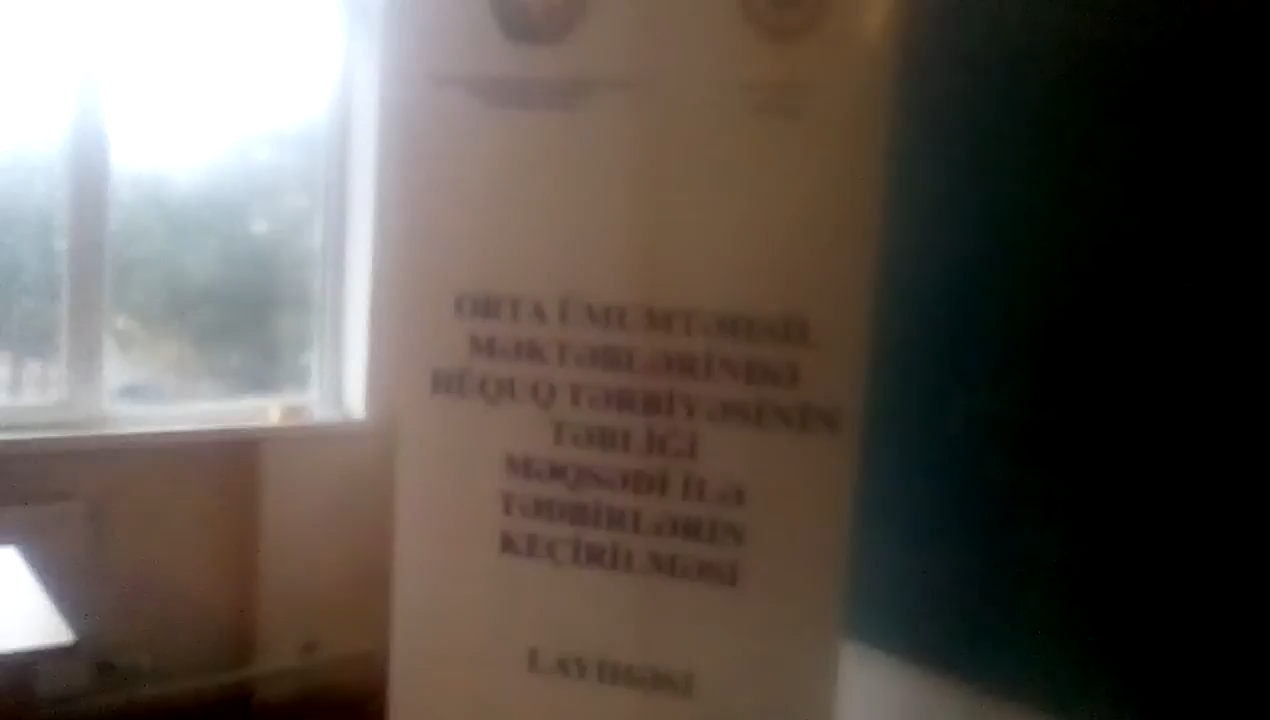 ORTA ÜMUMTƏHSİL
MƏKTƏBLƏRİNDƏ
HÜQUQ TƏRBİYƏSİNİN
TƏBLİĞİ
MƏQSƏDİ İLƏ
TƏDBİRLƏRİN
KEÇİRİLMƏSİ
LAYİHƏSİ